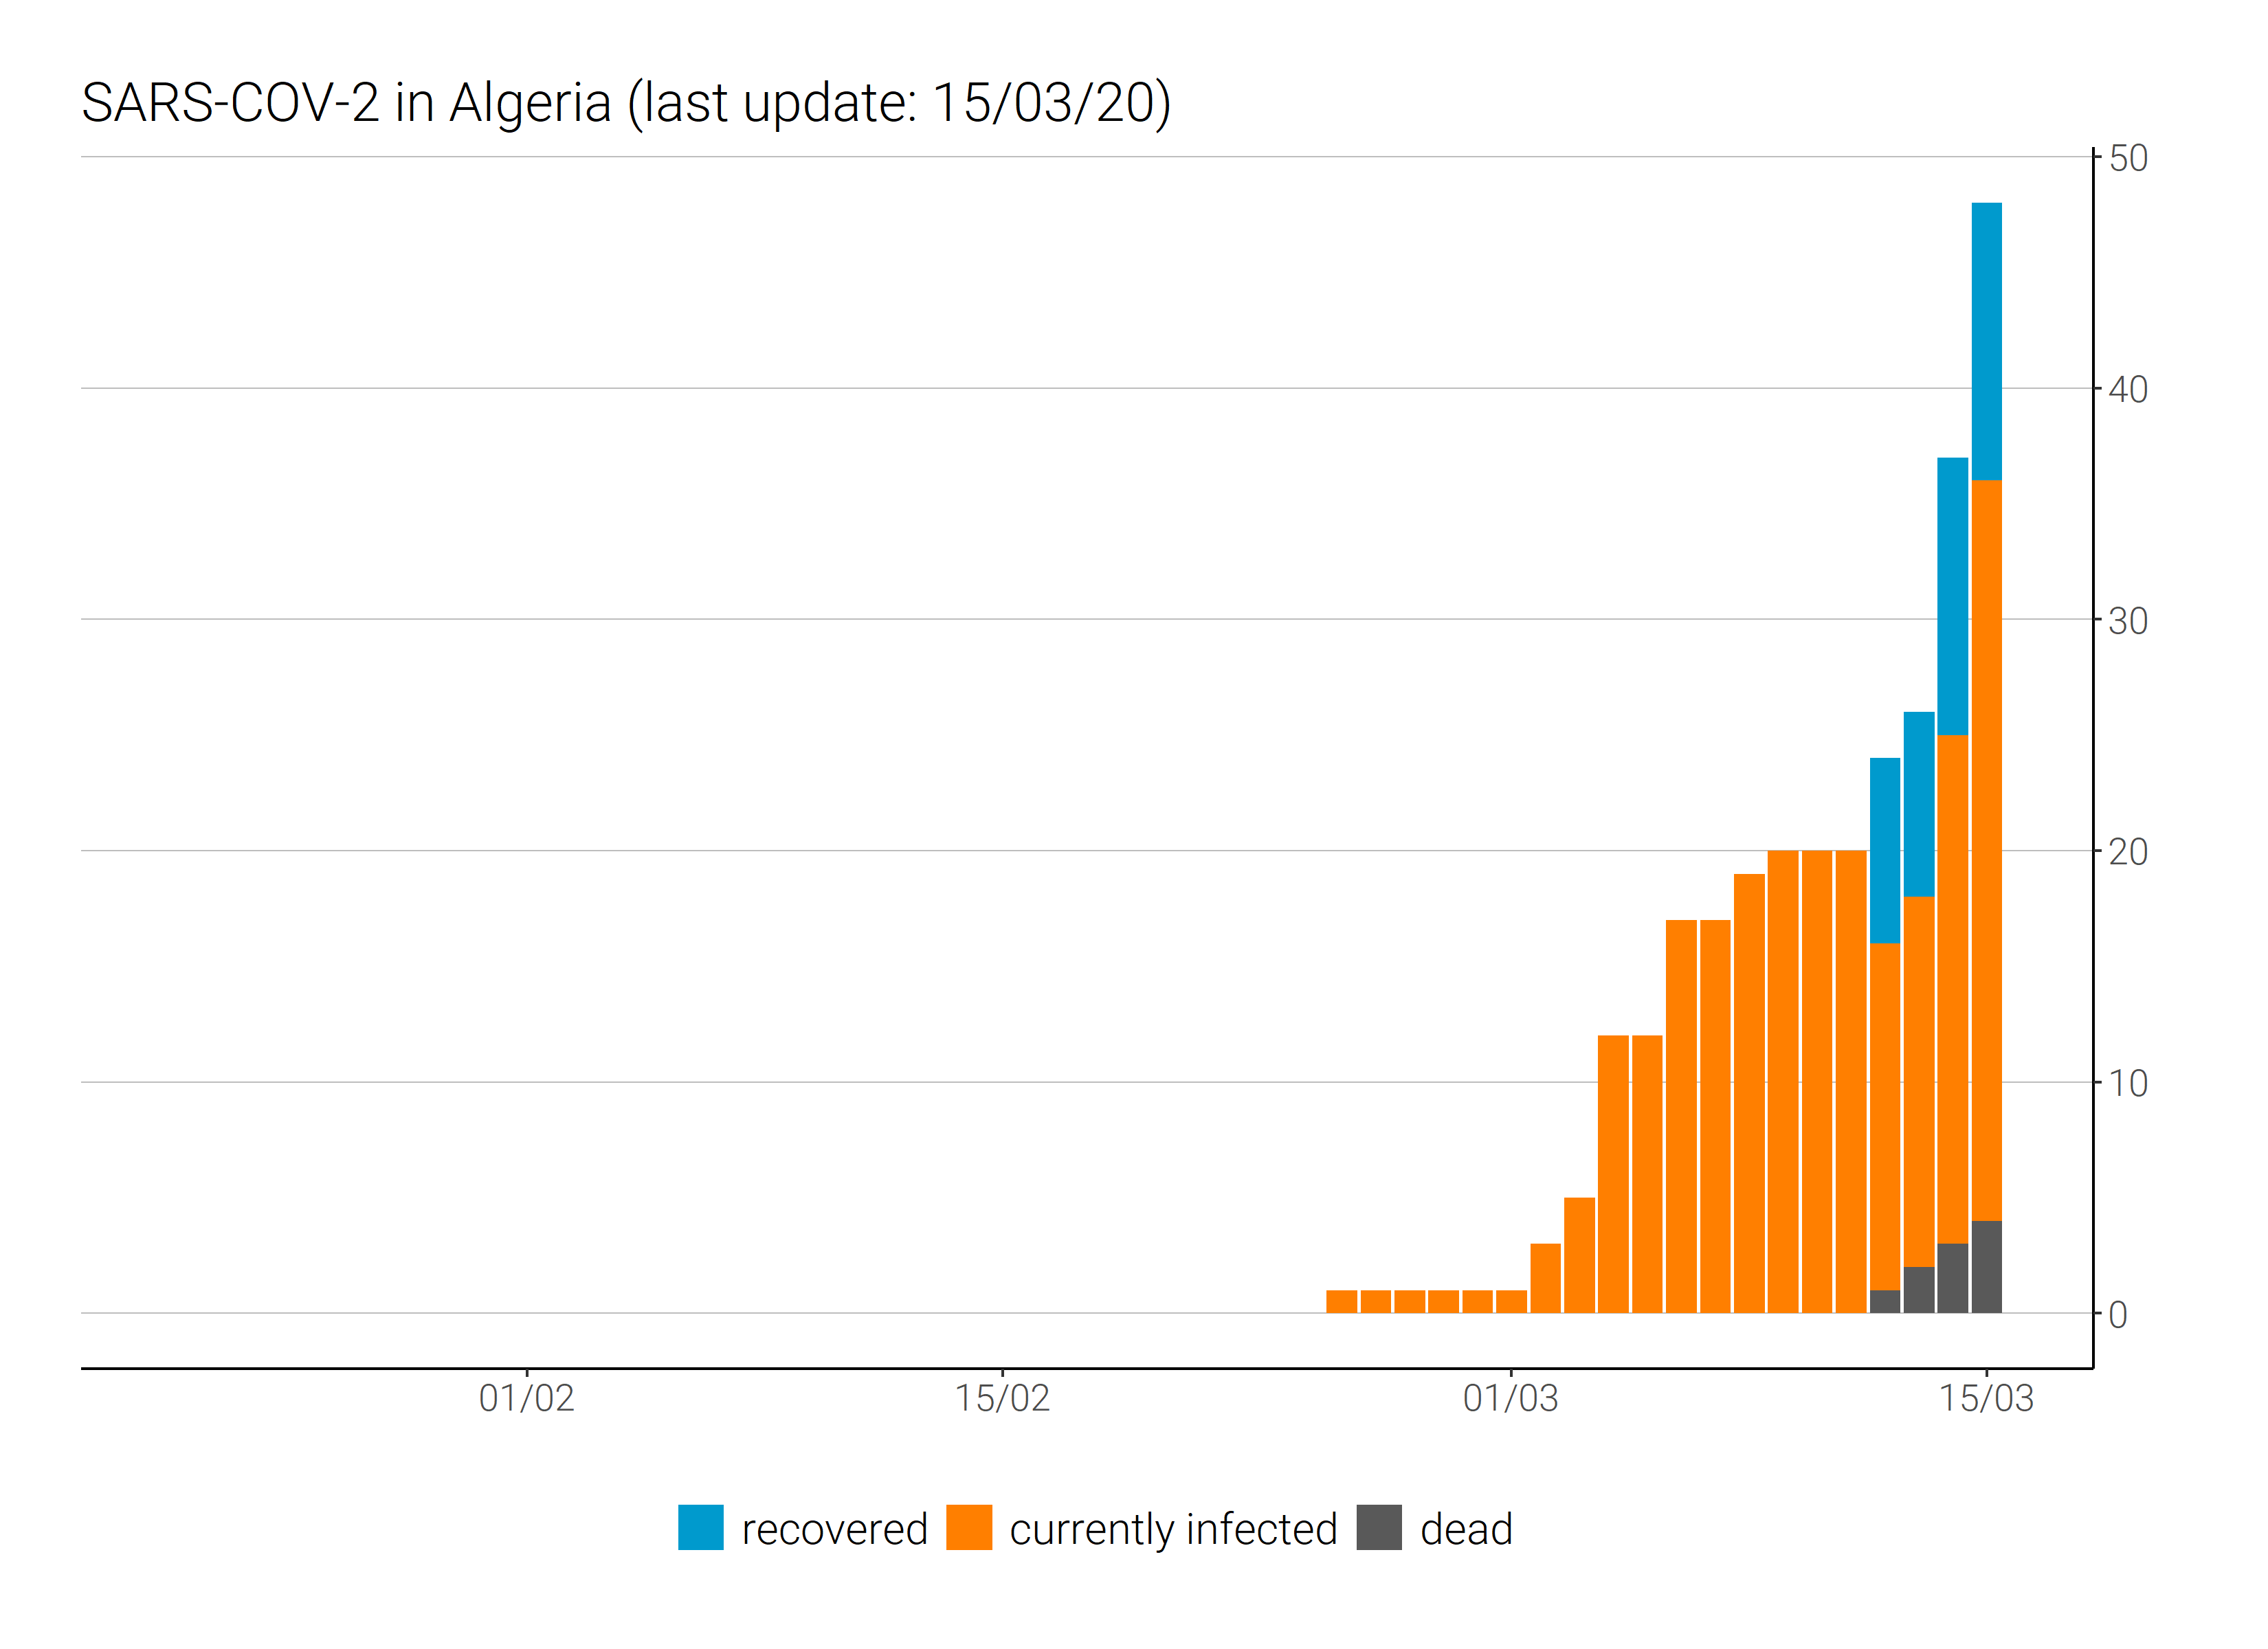 SARS-COV-2 in Algeria (last update: 15/03/20)
50
40
30
20
10
0
01/02 15/02 01/03 15/03
recovered currently infected dead